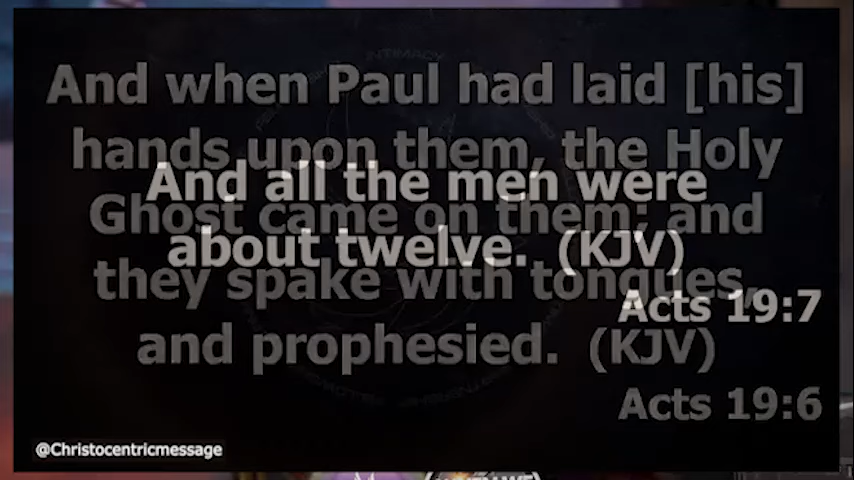 And when Paul had laid [his]
hands upon them, the Holy
Ghost came on them; and
they spake with tongues,
and prophesied. (KJV)
Acts 19:6
And all the men were
about twelve. (KJV)
Acts 19:7
@Christocentricmessage
INTIMACY